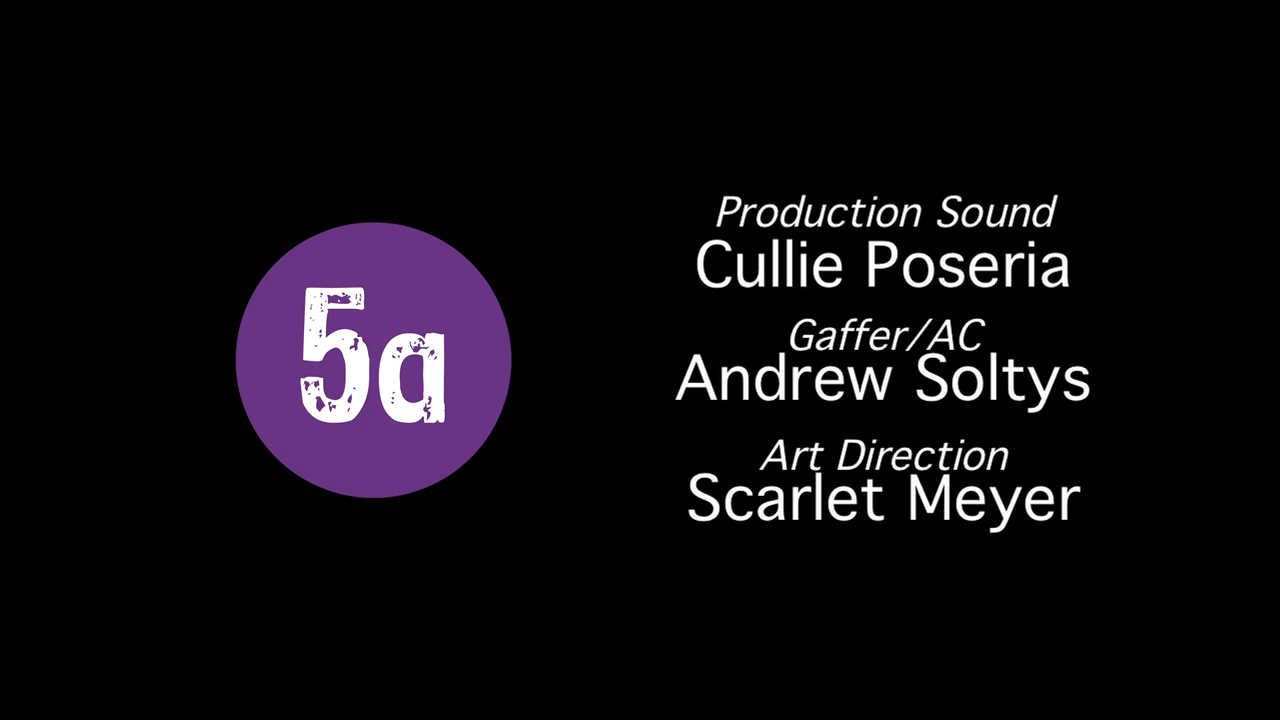 5a
Production Sound
Cullie Poseria
Gaffer/AC
Andrew Soltys
Art Direction
Scarlet Meyer